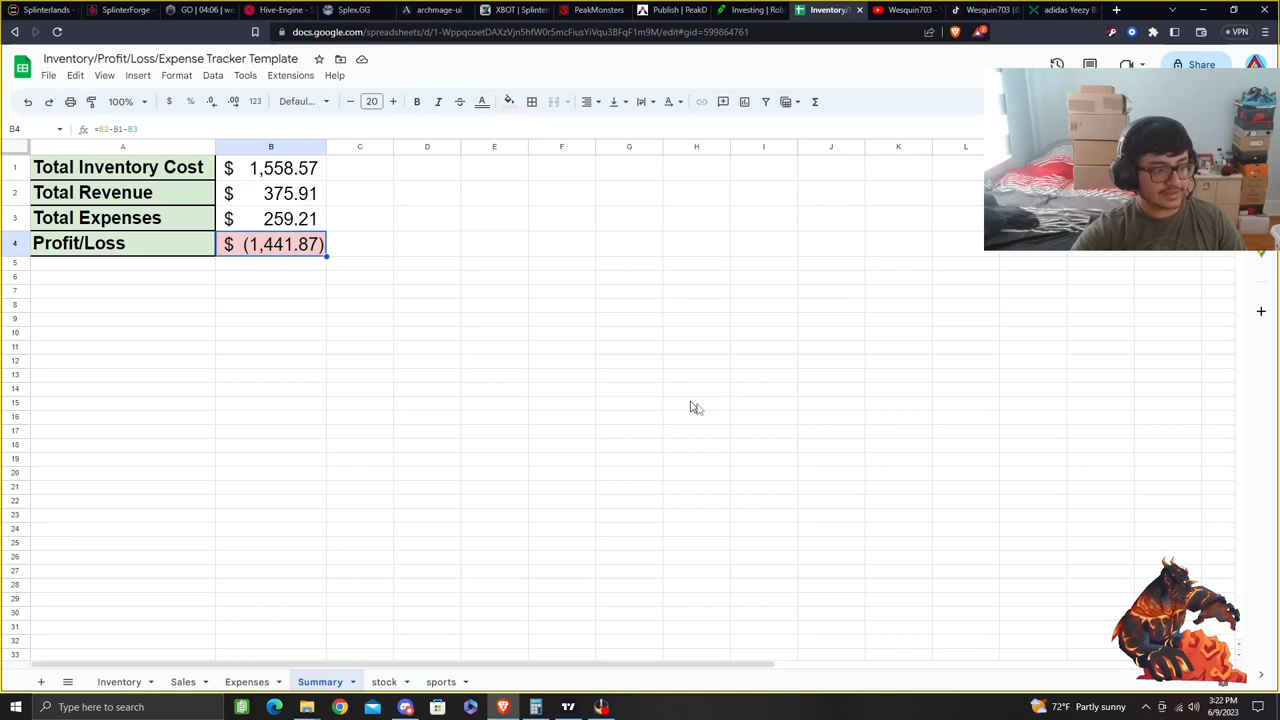 Splinterlands -
SplinterForge
GO | 04:06 | we
Hive-Engine - S
Splex.GG
archmage-ui
XBOT | Splinter
PeakMonsters
Publish | PeakD
Investing | Rob
Inventory/
Wesquin703 -
Wesquin703 (@
adidas Yeezy B
docs.google.com/spreadsheets/d/1-WppqcoetDAXzVjn5hfW0r5mcFiusYiVqu3BFqF1m9M/edit#gid=599864761
VPN
Inventory/Profit/Loss/Expense Tracker Template
File Edit View Insert Format Data Tools Extensions Help
Share
100% $ % .0 .00 123 Defaul... − 20 + B I S A
B4 fx =B2-B1-B3
A B C D E F G H I J K L
1 Total Inventory Cost $ 1,558.57
2 Total Revenue $ 375.91
3 Total Expenses $ 259.21
4 Profit/Loss $ (1,441.87)
5
6
7
8
9
10
11
12
13
14
15
16
17
18
19
20
21
22
23
24
25
26
27
28
29
30
31
32
33
Inventory Sales Expenses Summary stock sports
Type here to search
72°F Partly sunny
3:22 PM
6/9/2023